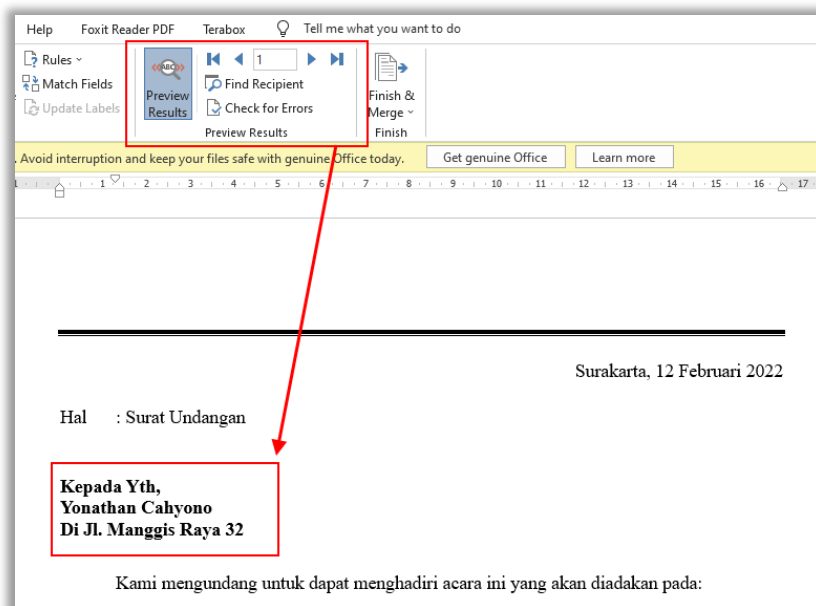 Help Foxit Reader PDF Terabox Tell me what you want to do
Rules
Match Fields
Update Labels
«ABC»
Preview Results
1
Find Recipient
Check for Errors
Preview Results
Finish & Merge
Finish
. Avoid interruption and keep your files safe with genuine Office today. Get genuine Office Learn more
1 1 2 3 4 5 6 7 8 9 10 11 12 13 14 15 16 17
Surakarta, 12 Februari 2022
Hal : Surat Undangan
Kepada Yth,
Yonathan Cahyono
Di Jl. Manggis Raya 32
Kami mengundang untuk dapat menghadiri acara ini yang akan diadakan pada: